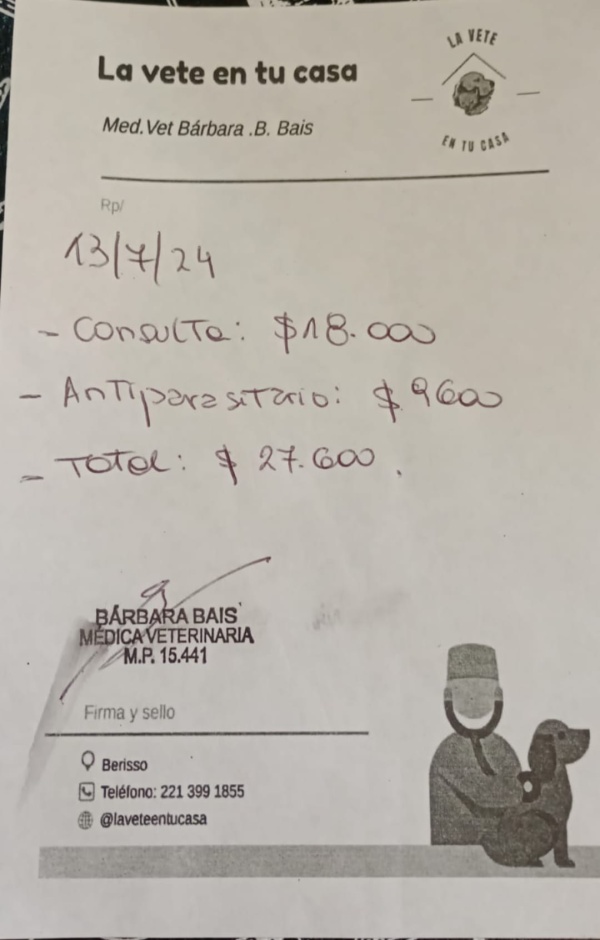 La vete en tu casa
LA VETE
EN TU CASA
Med.Vet Bárbara .B. Bais
Rp/
13/7/24
- Consulta: $18.000
- Antiparasitario: $9600
- Total: $ 27.600.
BÁRBARA BAIS
MÉDICA VETERINARIA
M.P. 15.441
Firma y sello
Berisso
Teléfono: 221 399 1855
@laveteentucasa